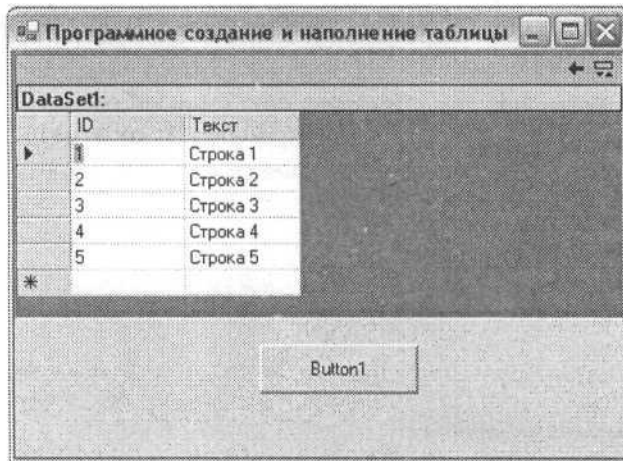 Программное создание и наполнение таблицы
DataSet1:
ID Текст
1 Строка 1
2 Строка 2
3 Строка 3
4 Строка 4
5 Строка 5
Button1